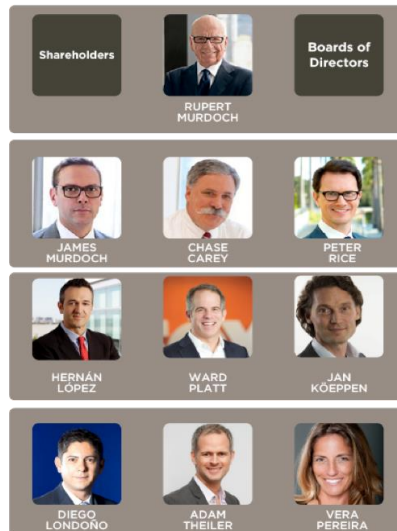 Shareholders
Boards of
Directors
RUPERT
MURDOCH
JAMES
MURDOCH
CHASE
CAREY
PETER
RICE
HERNÁN
LÓPEZ
WARD
PLATT
JAN
KÖEPPEN
DIEGO
LONDOÑO
ADAM
THEILER
VERA
PEREIRA